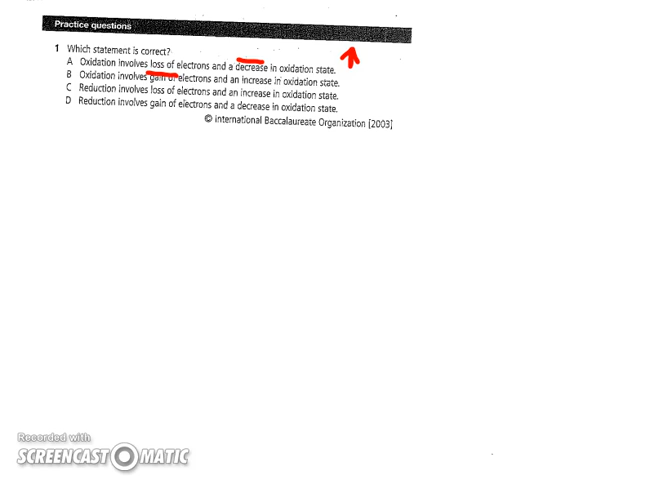 Practice questions
1 Which statement is correct?
A Oxidation involves loss of electrons and a decrease in oxidation state.
B Oxidation involves gain of electrons and an increase in oxidation state.
C Reduction involves loss of electrons and an increase in oxidation state.
D Reduction involves gain of electrons and a decrease in oxidation state.
© International Baccalaureate Organization [2003]
Recorded with
SCREENCAST MATIC